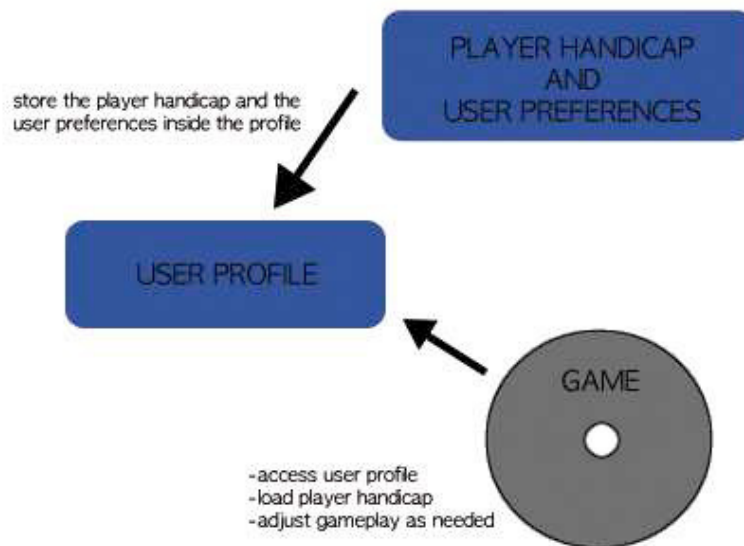 PLAYER HANDICAP
AND
USER PREFERENCES
store the player handicap and the
user preferences inside the profile
USER PROFILE
GAME
-access user profile
-load player handicap
-adjust gameplay as needed